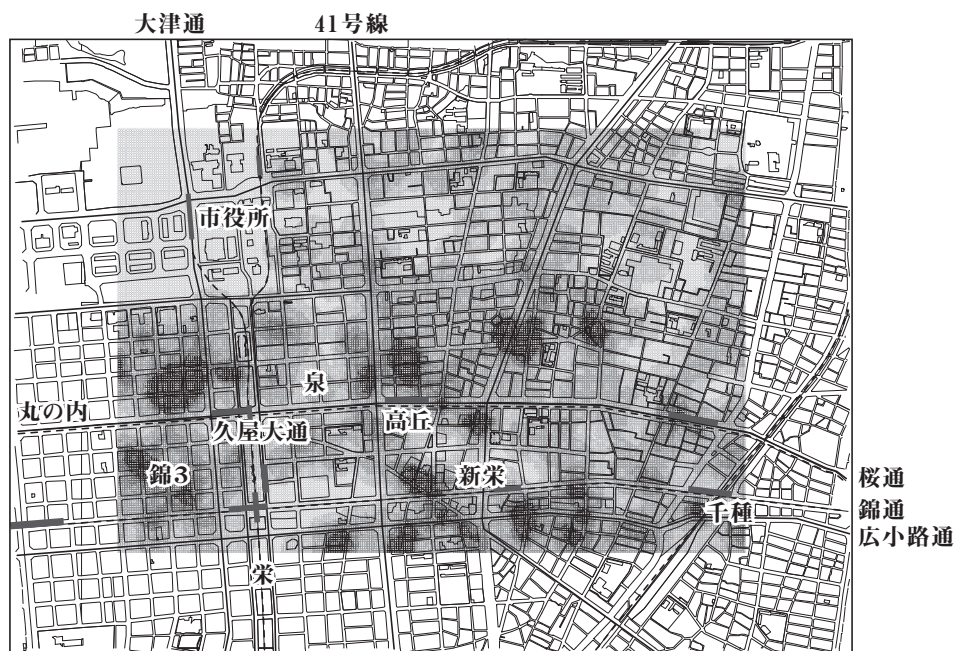 大津通
41号線
市役所
泉
丸の内
久屋大通
高丘
錦3
新栄
千種
栄
桜通
錦通
広小路通